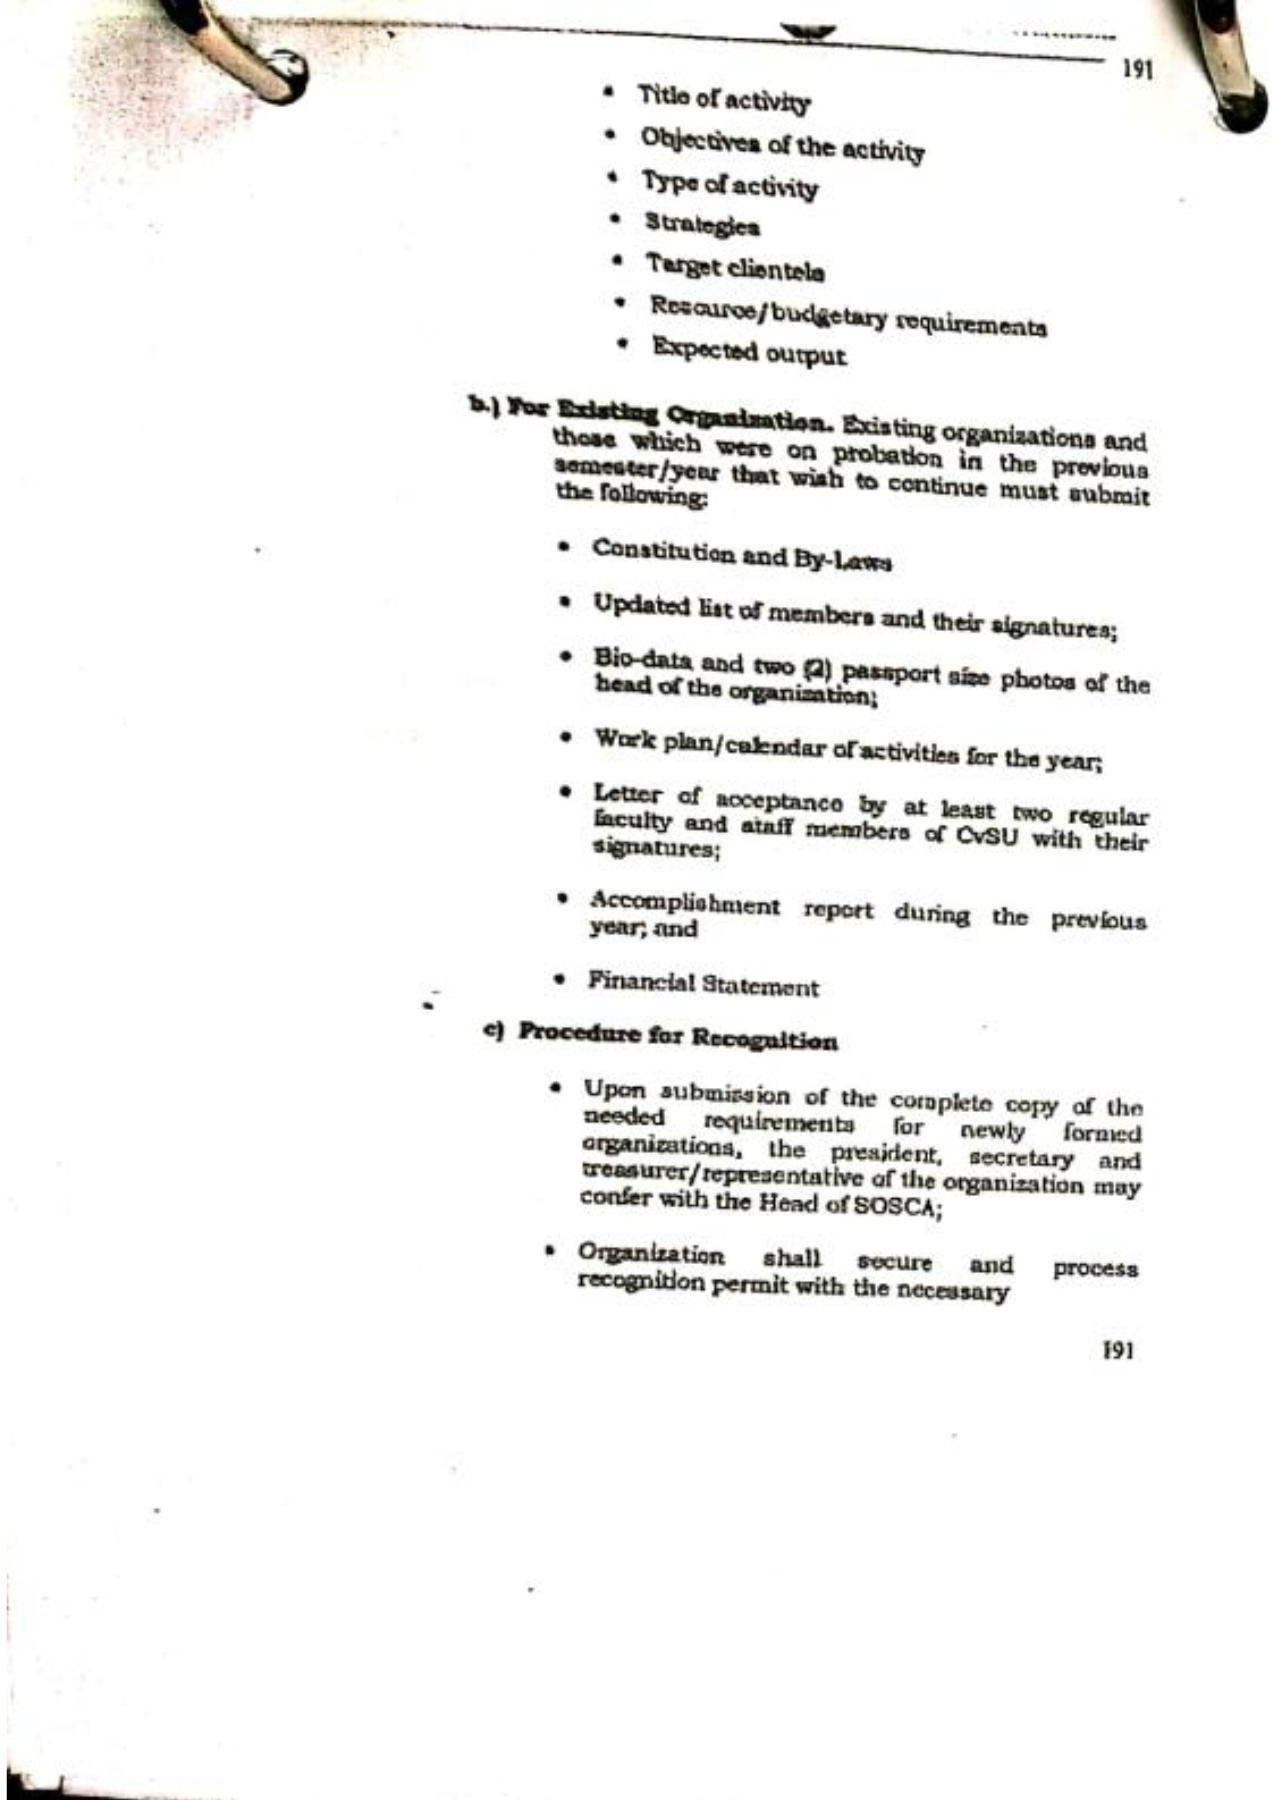 191
• Title of activity
• Objectives of the activity
• Type of activity
• Strategies
• Target clientele
• Resource/budgetary requirements
• Expected output
b.) For Existing Organization. Existing organizations and
those which were on probation in the previous
semester/year that wish to continue must submit
the following:
• Constitution and By-Laws
• Updated list of members and their signatures;
• Bio-data and two (2) passport size photos of the
head of the organization;
• Work plan/calendar of activities for the year;
• Letter of acceptance by at least two regular
faculty and staff members of CvSU with their
signatures;
• Accomplishment report during the previous
year; and
• Financial Statement
c) Procedure for Recognition
• Upon submission of the complete copy of the
needed requirements for newly formed
organizations, the president, secretary and
treasurer/representative of the organization may
confer with the Head of SOSCA;
• Organization shall secure and process
recognition permit with the necessary
191